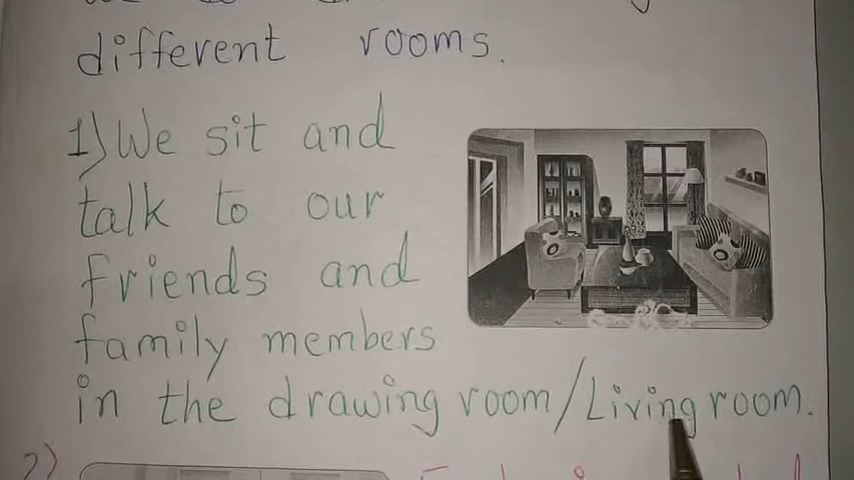 different rooms.
1) We sit and
talk to our
friends and
family members
in the drawing room/Living room.
2)